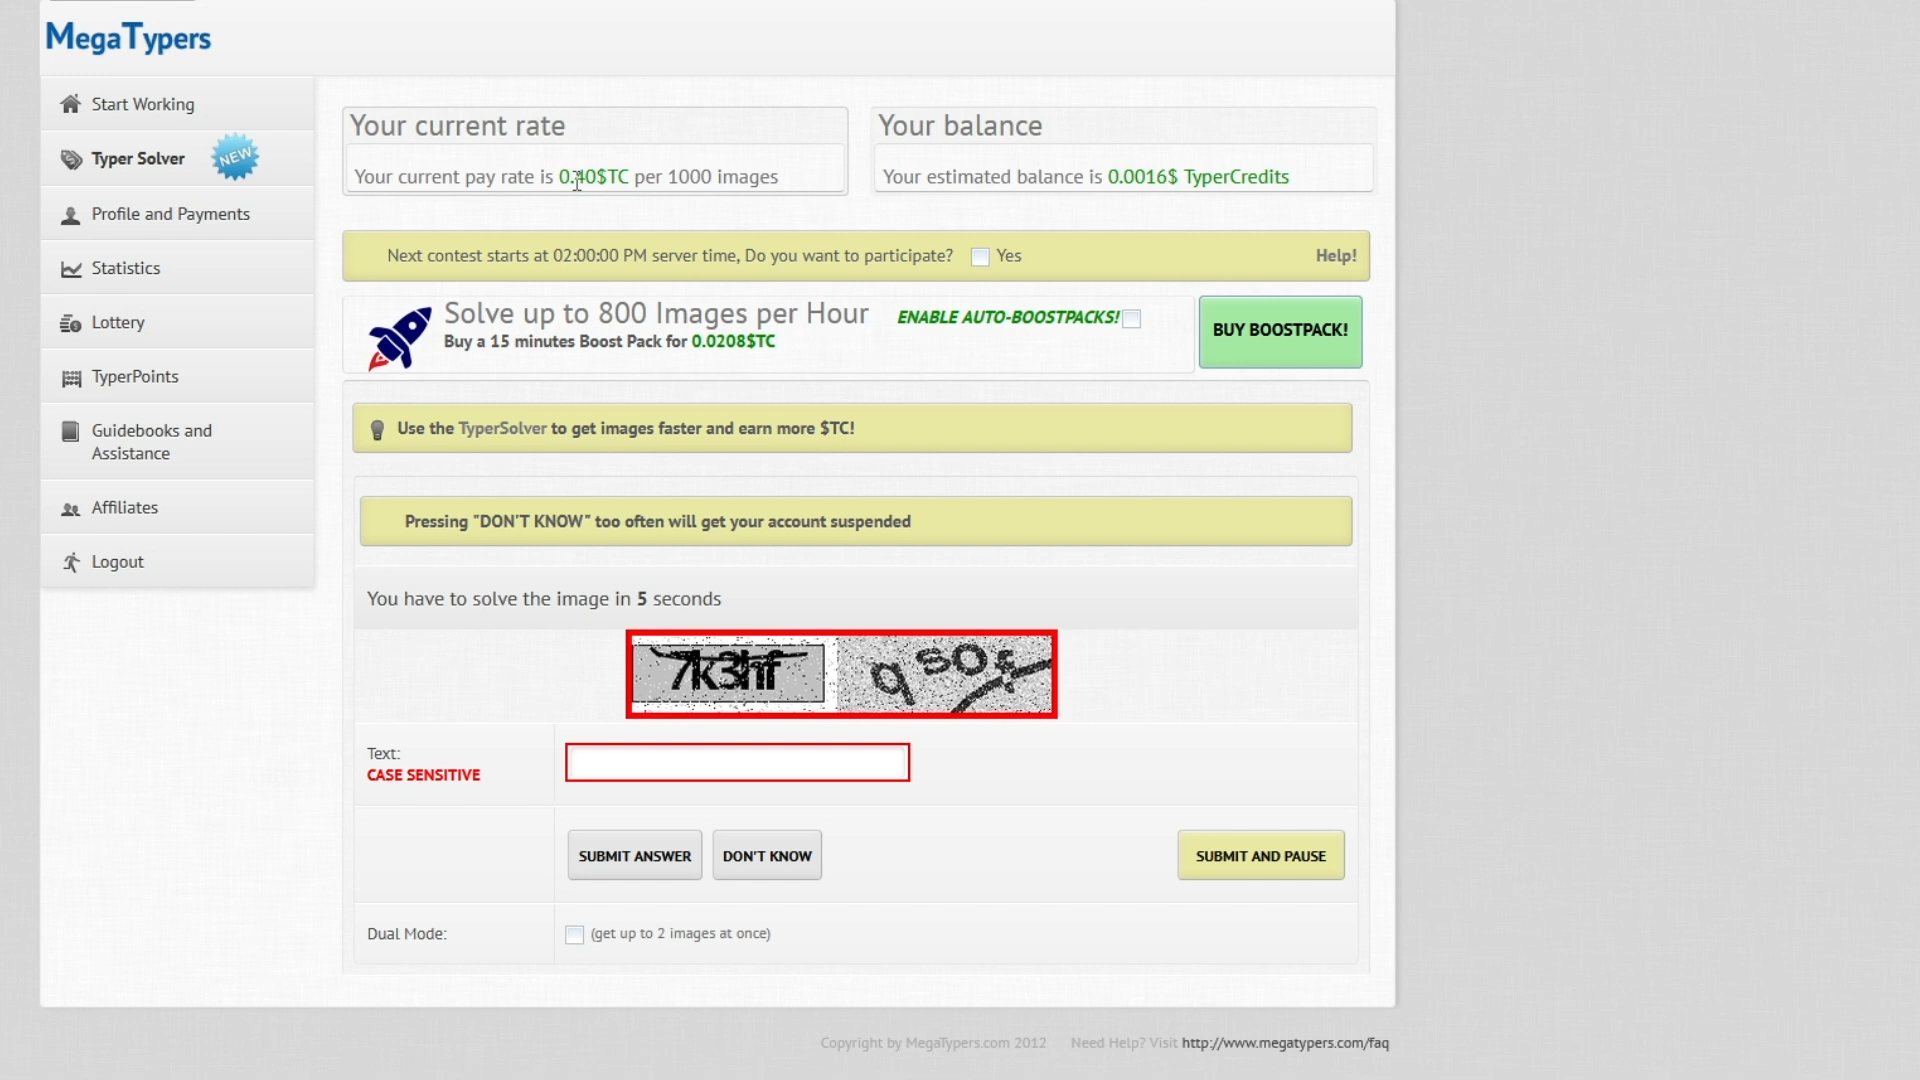 MegaTypers
Start Working
Typer Solver
NEW
Profile and Payments
Statistics
Lottery
TyperPoints
Guidebooks and
Assistance
Affiliates
Logout
Your current rate
Your current pay rate is 0.40$TC per 1000 images
Your balance
Your estimated balance is 0.0016$ TyperCredits
Next contest starts at 02:00:00 PM server time, Do you want to participate? Yes Help!
Solve up to 800 Images per Hour
ENABLE AUTO-BOOSTPACKS!
Buy a 15 minutes Boost Pack for 0.0208$TC
BUY BOOSTPACK!
Use the TyperSolver to get images faster and earn more $TC!
Pressing "DON'T KNOW" too often will get your account suspended
You have to solve the image in 5 seconds
Text:
CASE SENSITIVE
SUBMIT ANSWER DON'T KNOW SUBMIT AND PAUSE
Dual Mode: (get up to 2 images at once)
Copyright by MegaTypers.com 2012 Need Help? Visit http://www.megatypers.com/faq